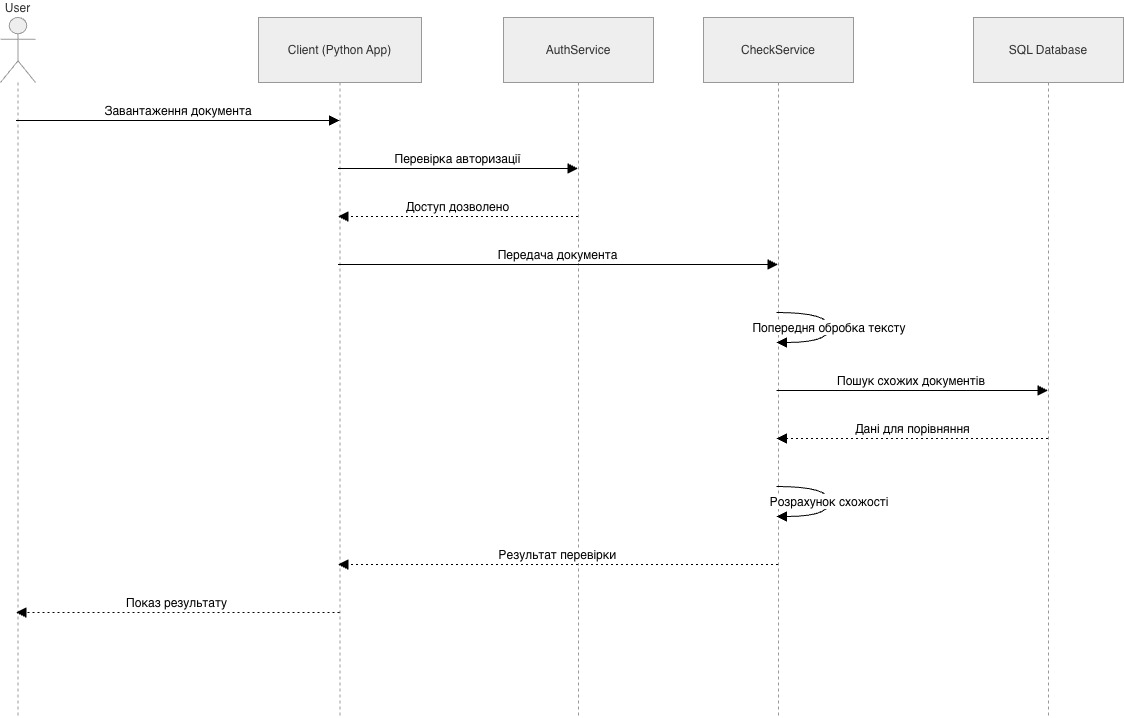 User
Client (Python App)
AuthService
CheckService
SQL Database
Завантаження документа
Перевірка авторизації
Доступ дозволено
Передача документа
Попередня обробка тексту
Пошук схожих документів
Дані для порівняння
Розрахунок схожості
Результат перевірки
Показ результату